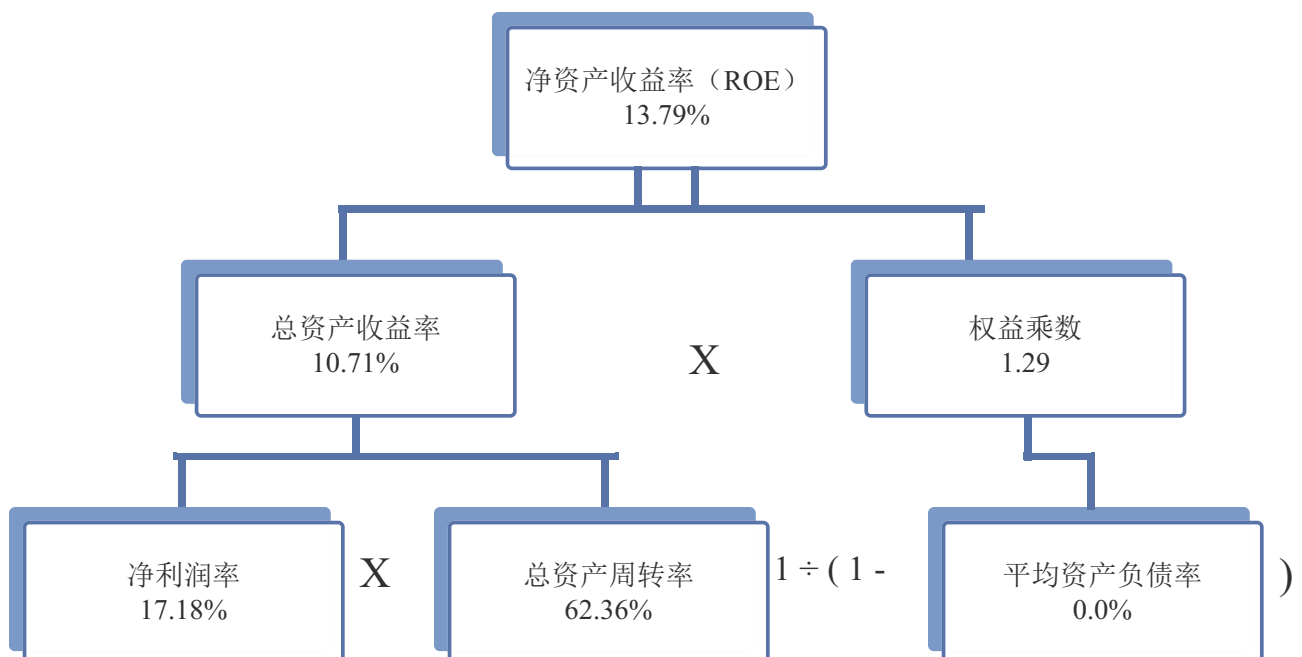 净资产收益率（ROE）
13.79%
总资产收益率
10.71%
X
权益乘数
1.29
净利润率
17.18%
X
总资产周转率
62.36%
1 ÷ ( 1 -
平均资产负债率
0.0%
)